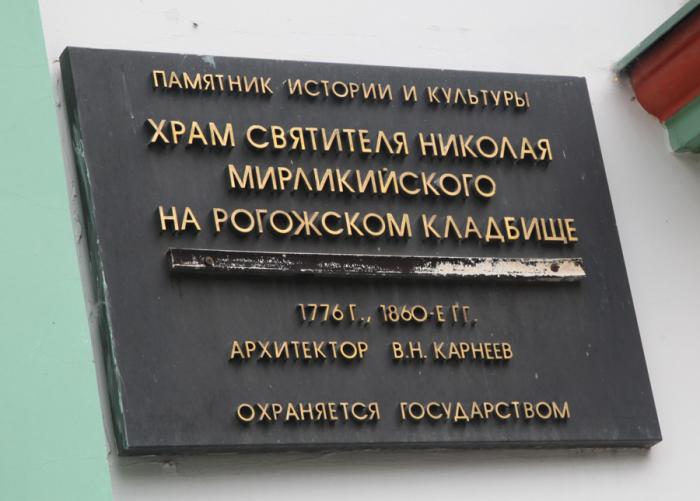 ПАМЯТНИК ИСТОРИИ И КУЛЬТУРЫ
ХРАМ СВЯТИТЕЛЯ НИКОЛАЯ
МИРЛИКИЙСКОГО
НА РОГОЖСКОМ КЛАДБИЩЕ
1776 Г., 1860-Е ГГ.
АРХИТЕКТОР В.Н. КАРНЕЕВ
ОХРАНЯЕТСЯ ГОСУДАРСТВОМ